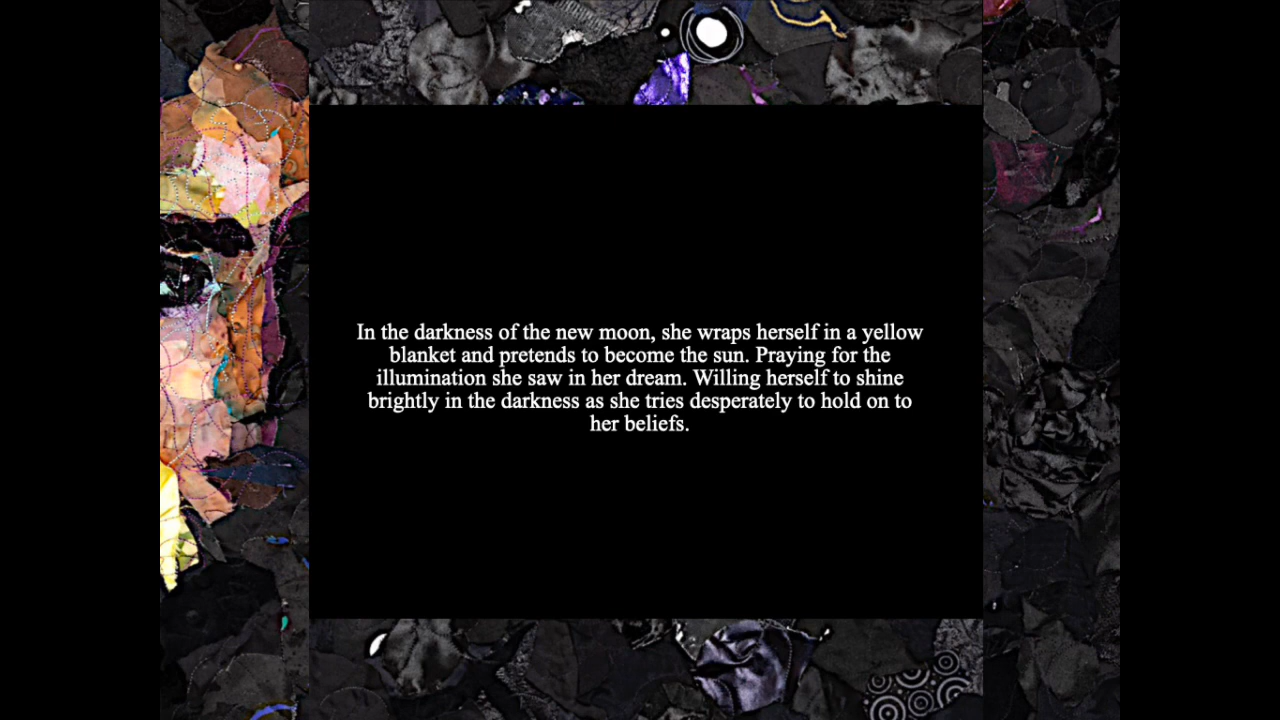 In the darkness of the new moon, she wraps herself in a yellow
blanket and pretends to become the sun. Praying for the
illumination she saw in her dream. Willing herself to shine
brightly in the darkness as she tries desperately to hold on to
her beliefs.